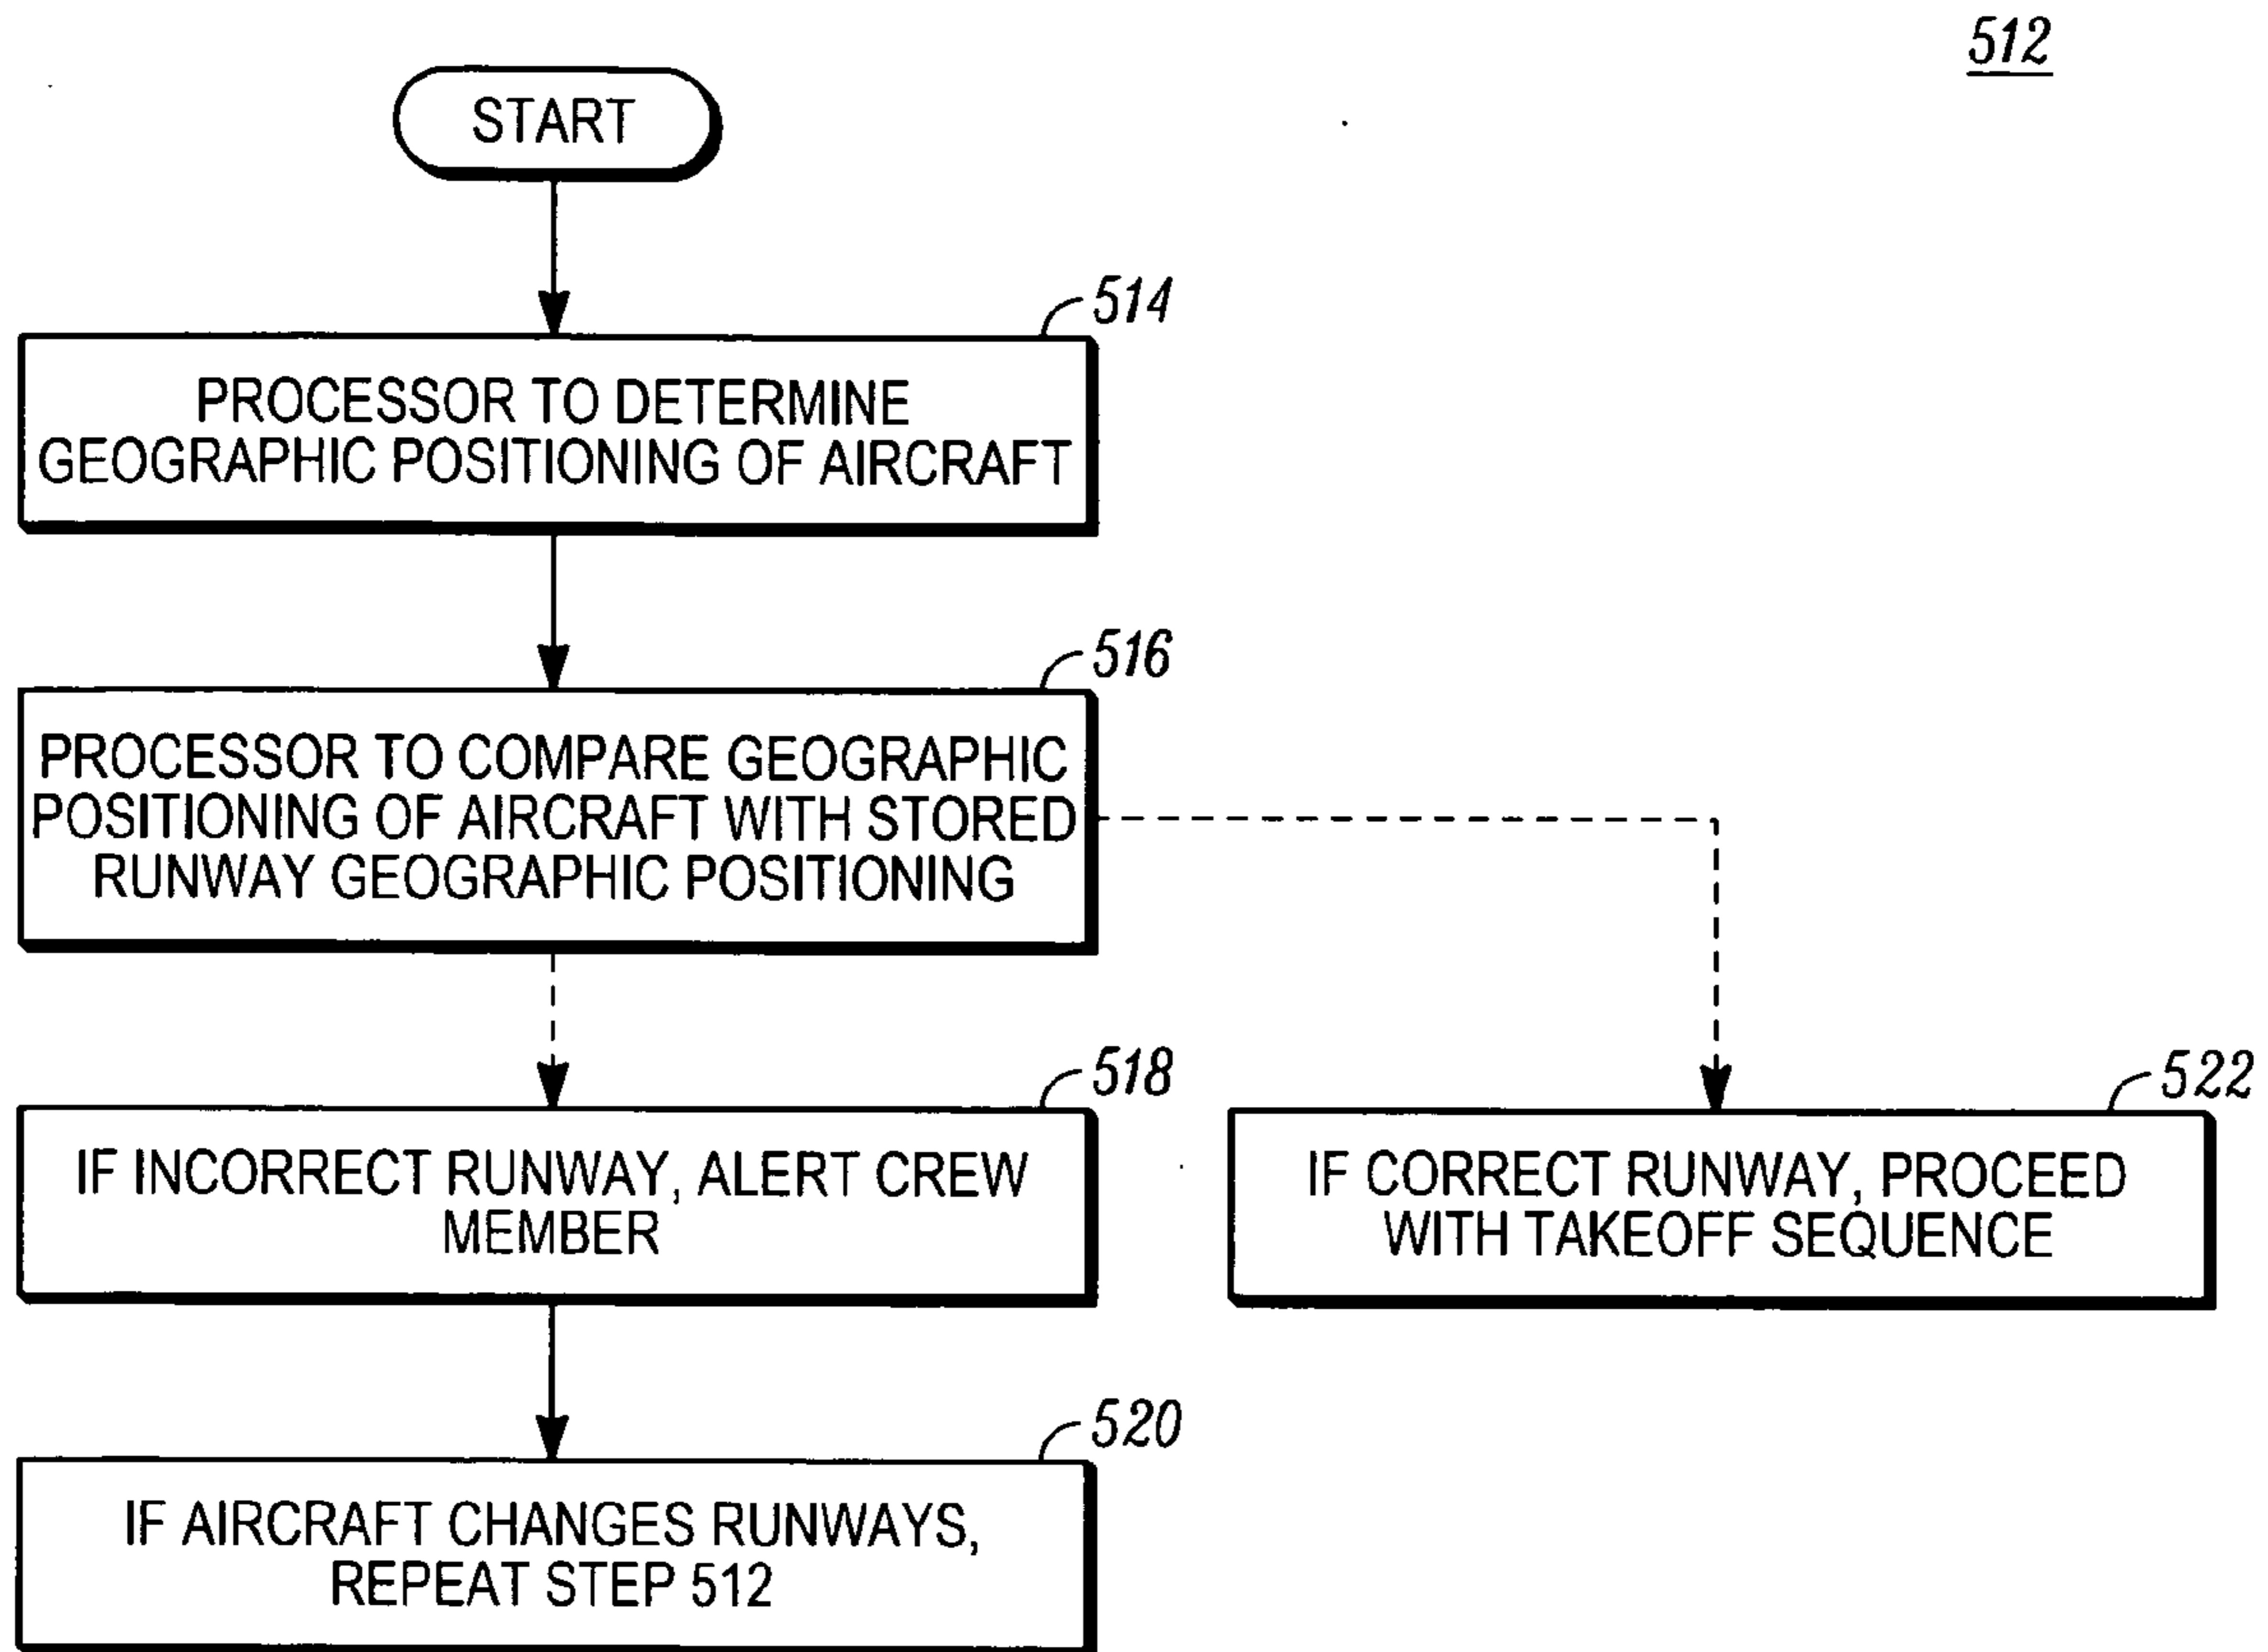 512
START
514
PROCESSOR TO DETERMINE
GEOGRAPHIC POSITIONING OF AIRCRAFT
516
PROCESSOR TO COMPARE GEOGRAPHIC
POSITIONING OF AIRCRAFT WITH STORED
RUNWAY GEOGRAPHIC POSITIONING
518
IF INCORRECT RUNWAY, ALERT CREW
MEMBER
522
IF CORRECT RUNWAY, PROCEED
WITH TAKEOFF SEQUENCE
520
IF AIRCRAFT CHANGES RUNWAYS,
REPEAT STEP 512